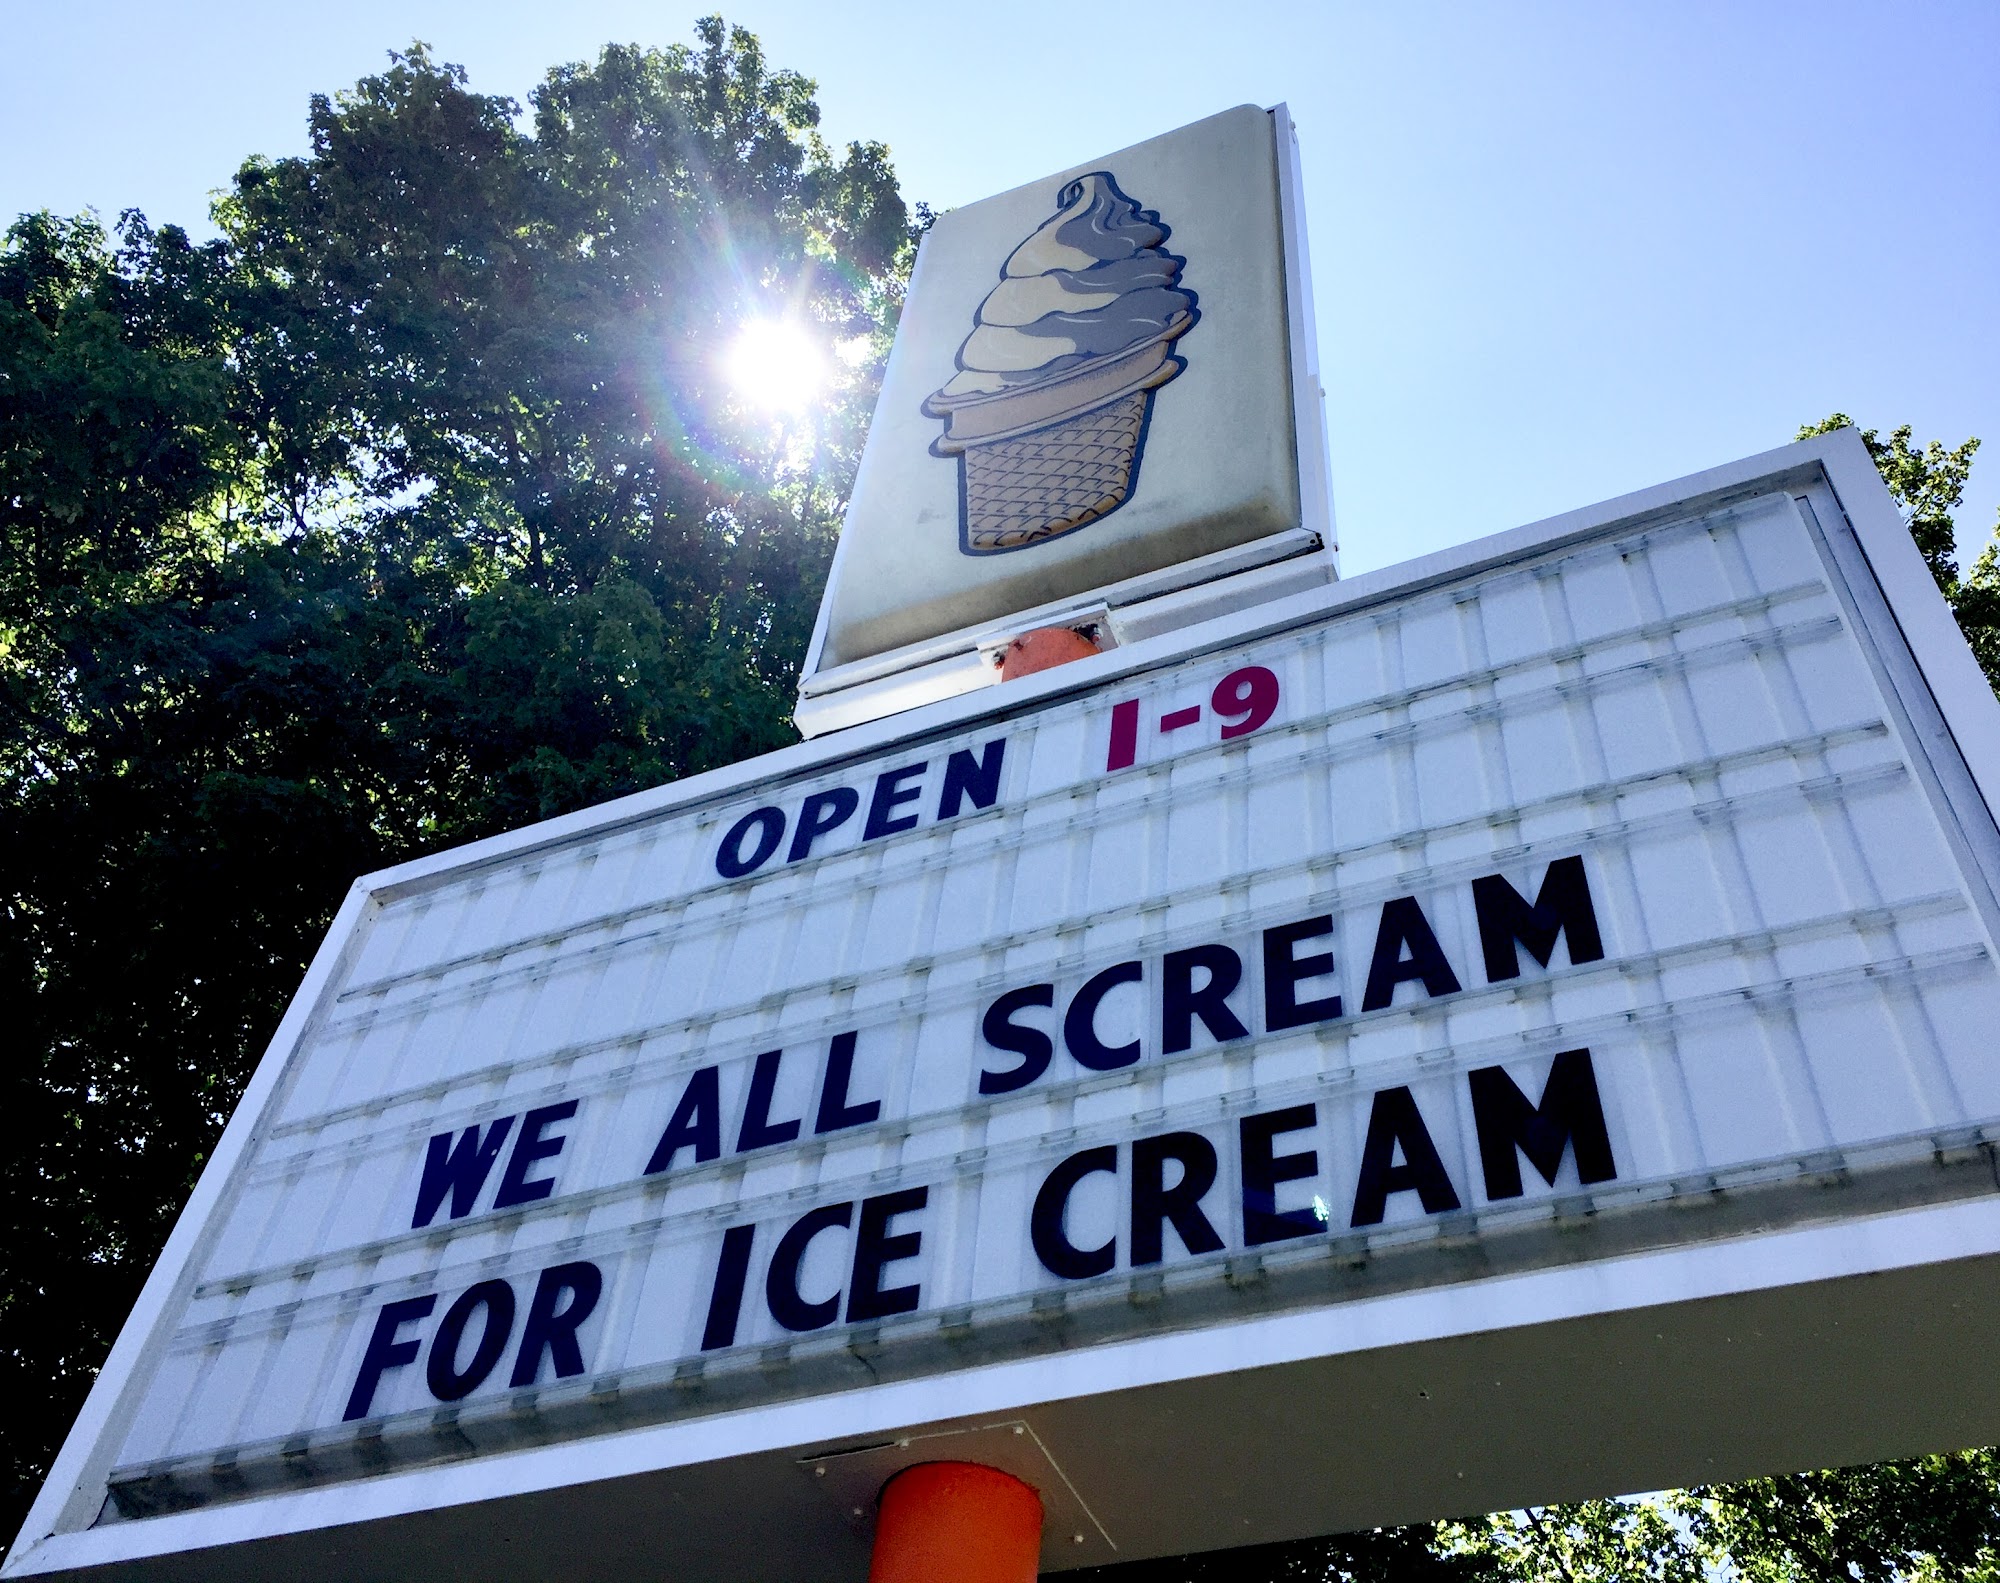 OPEN 1-9
WE ALL SCREAM
FOR ICE CREAM